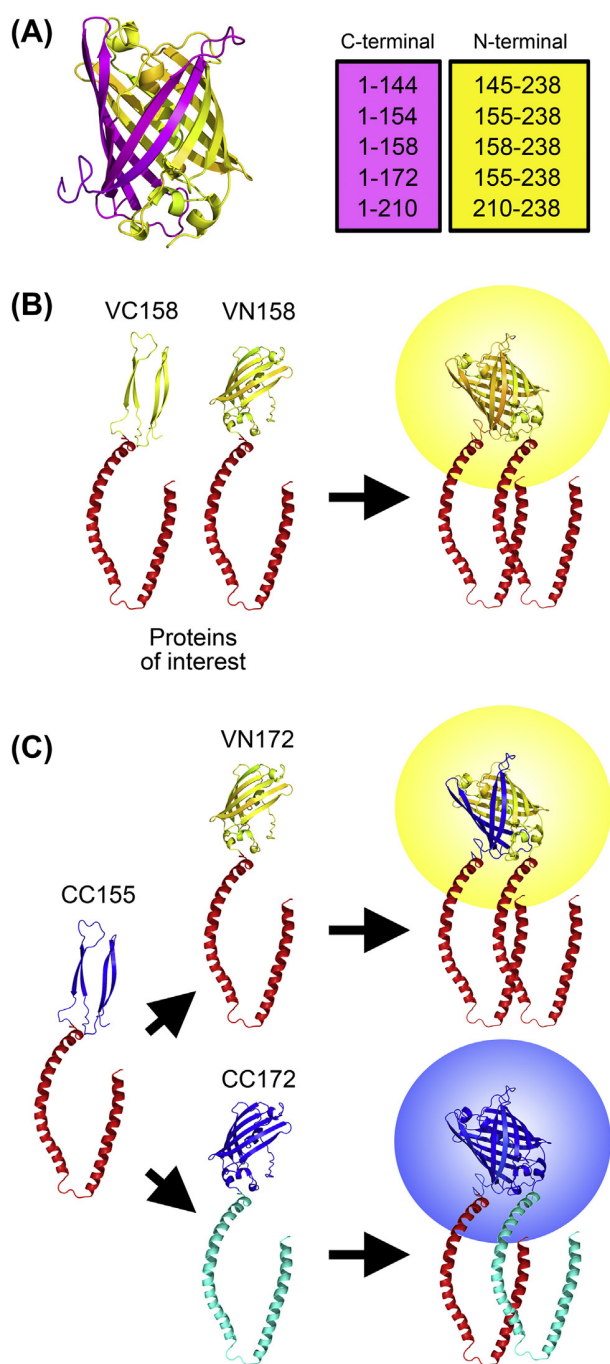 (A)
C-terminal N-terminal
1-144 145-238
1-154 155-238
1-158 158-238
1-172 155-238
1-210 210-238
(B)
VC158 VN158
Proteins
of interest
(C)
VN172
CC155
CC172